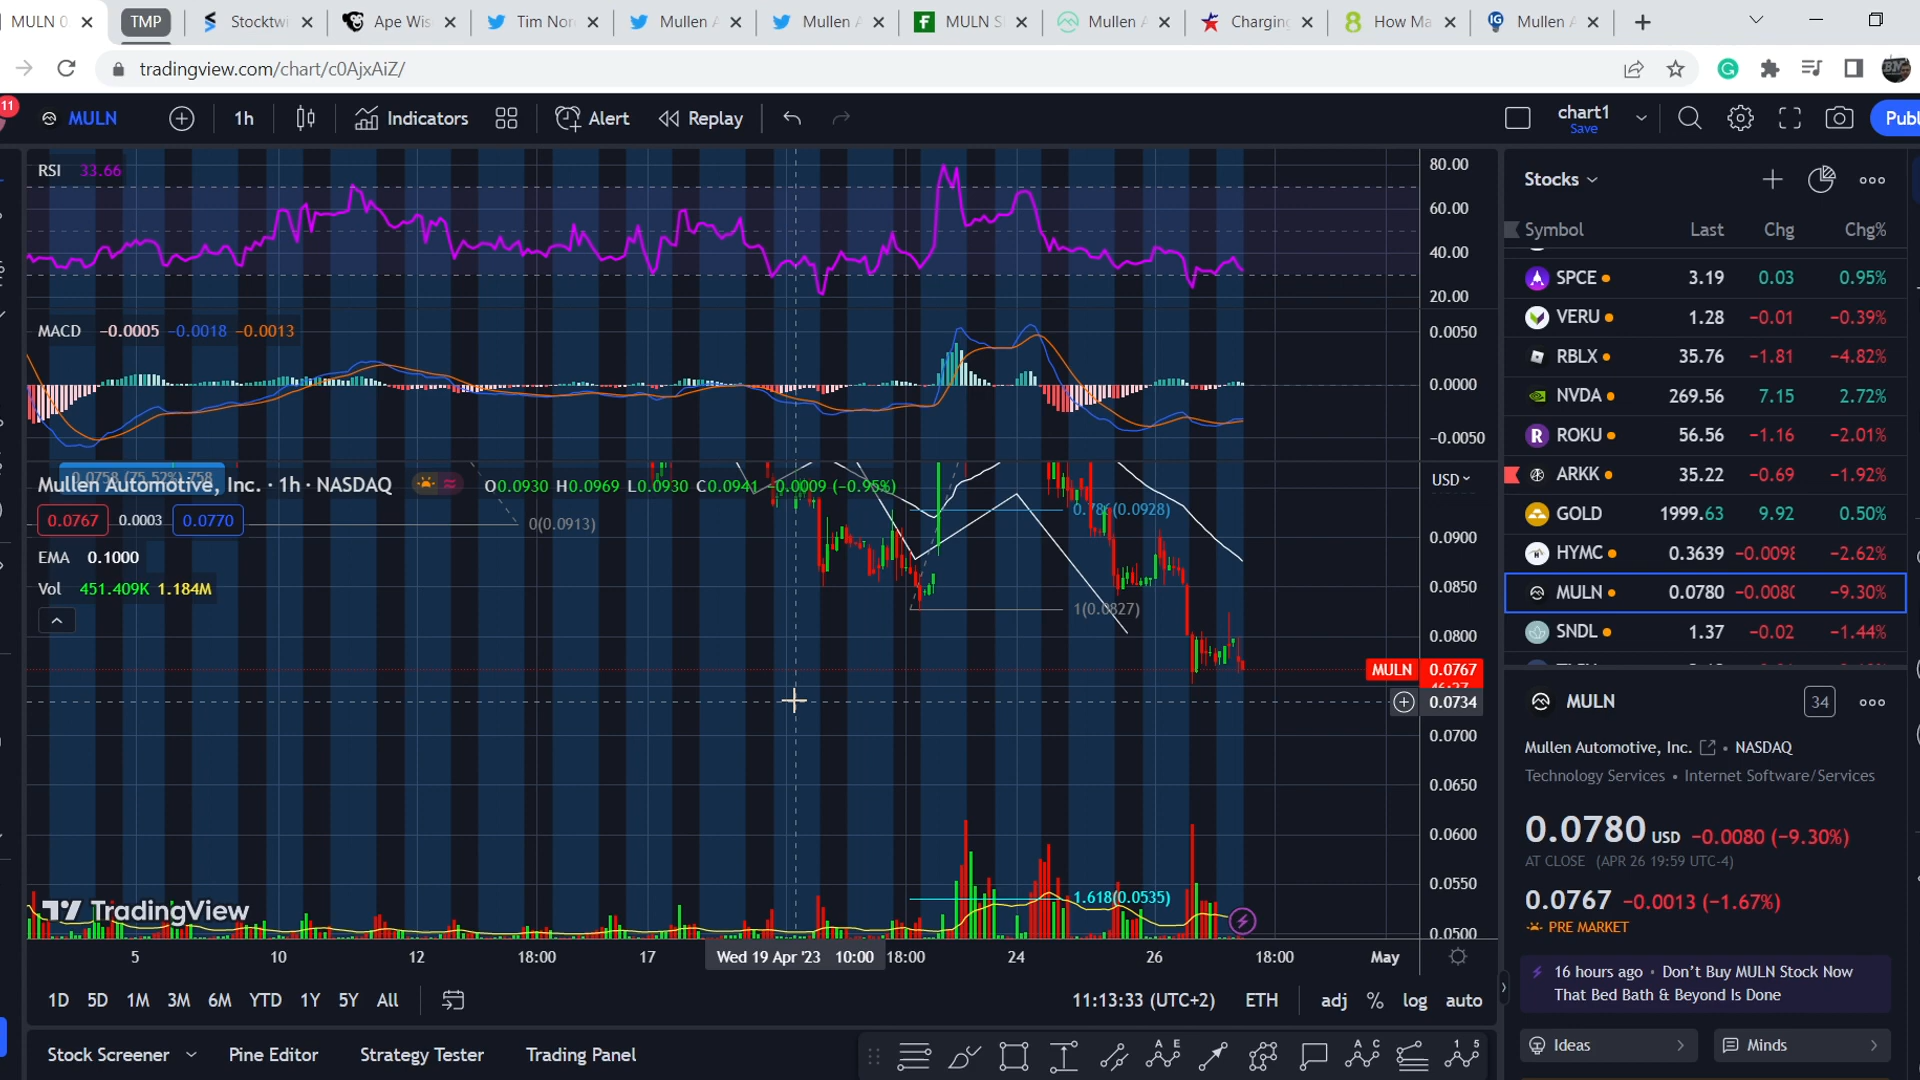 MULN 0
TMP
Stocktwi
Ape Wis
Tim Nor
Mullen A
Mullen A
MULN S
Mullen A
Charging
How Ma
Mullen A
tradingview.com/chart/c0AjxAiZ/
11
MULN
1h
Indicators
Alert
Replay
chart1
Save
Publ
RSI 33.66
80.00
60.00
40.00
20.00
MACD −0.0005 −0.0018 −0.0013
0.0050
0.0000
−0.0050
0.0758 (75.52%) 758
Mullen Automotive, Inc. · 1h · NASDAQ
O0.0930 H0.0969 L0.0930 C0.0941 −0.0009 (−0.95%)
USD
0.0767 0.0003 0.0770
0(0.0913)
0.786(0.0928)
EMA 0.1000
Vol 451.409K 1.184M
1(0.0827)
1.618(0.0535)
0.0900
0.0850
0.0800
MULN 0.0767
46:27
0.0734
0.0700
0.0650
0.0600
0.0550
0.0500
TradingView
5 10 12 18:00 17 Wed 19 Apr '23 10:00 18:00 24 26 18:00 May
1D 5D 1M 3M 6M YTD 1Y 5Y All
11:13:33 (UTC+2) ETH adj % log auto
Stock Screener Pine Editor Strategy Tester Trading Panel
Stocks
Symbol Last Chg Chg%
SPCE 3.19 0.03 0.95%
VERU 1.28 −0.01 −0.39%
RBLX 35.76 −1.81 −4.82%
NVDA 269.56 7.15 2.72%
ROKU 56.56 −1.16 −2.01%
ARKK 35.22 −0.69 −1.92%
GOLD 1999.63 9.92 0.50%
HYMC 0.3639 −0.0098 −2.62%
MULN 0.0780 −0.0080 −9.30%
SNDL 1.37 −0.02 −1.44%
MULN
34
Mullen Automotive, Inc. • NASDAQ
Technology Services • Internet Software/Services
0.0780 USD −0.0080 (−9.30%)
AT CLOSE (APR 26 19:59 UTC-4)
0.0767 −0.0013 (−1.67%)
PRE MARKET
16 hours ago • Don't Buy MULN Stock Now
That Bed Bath & Beyond Is Done
Ideas
Minds